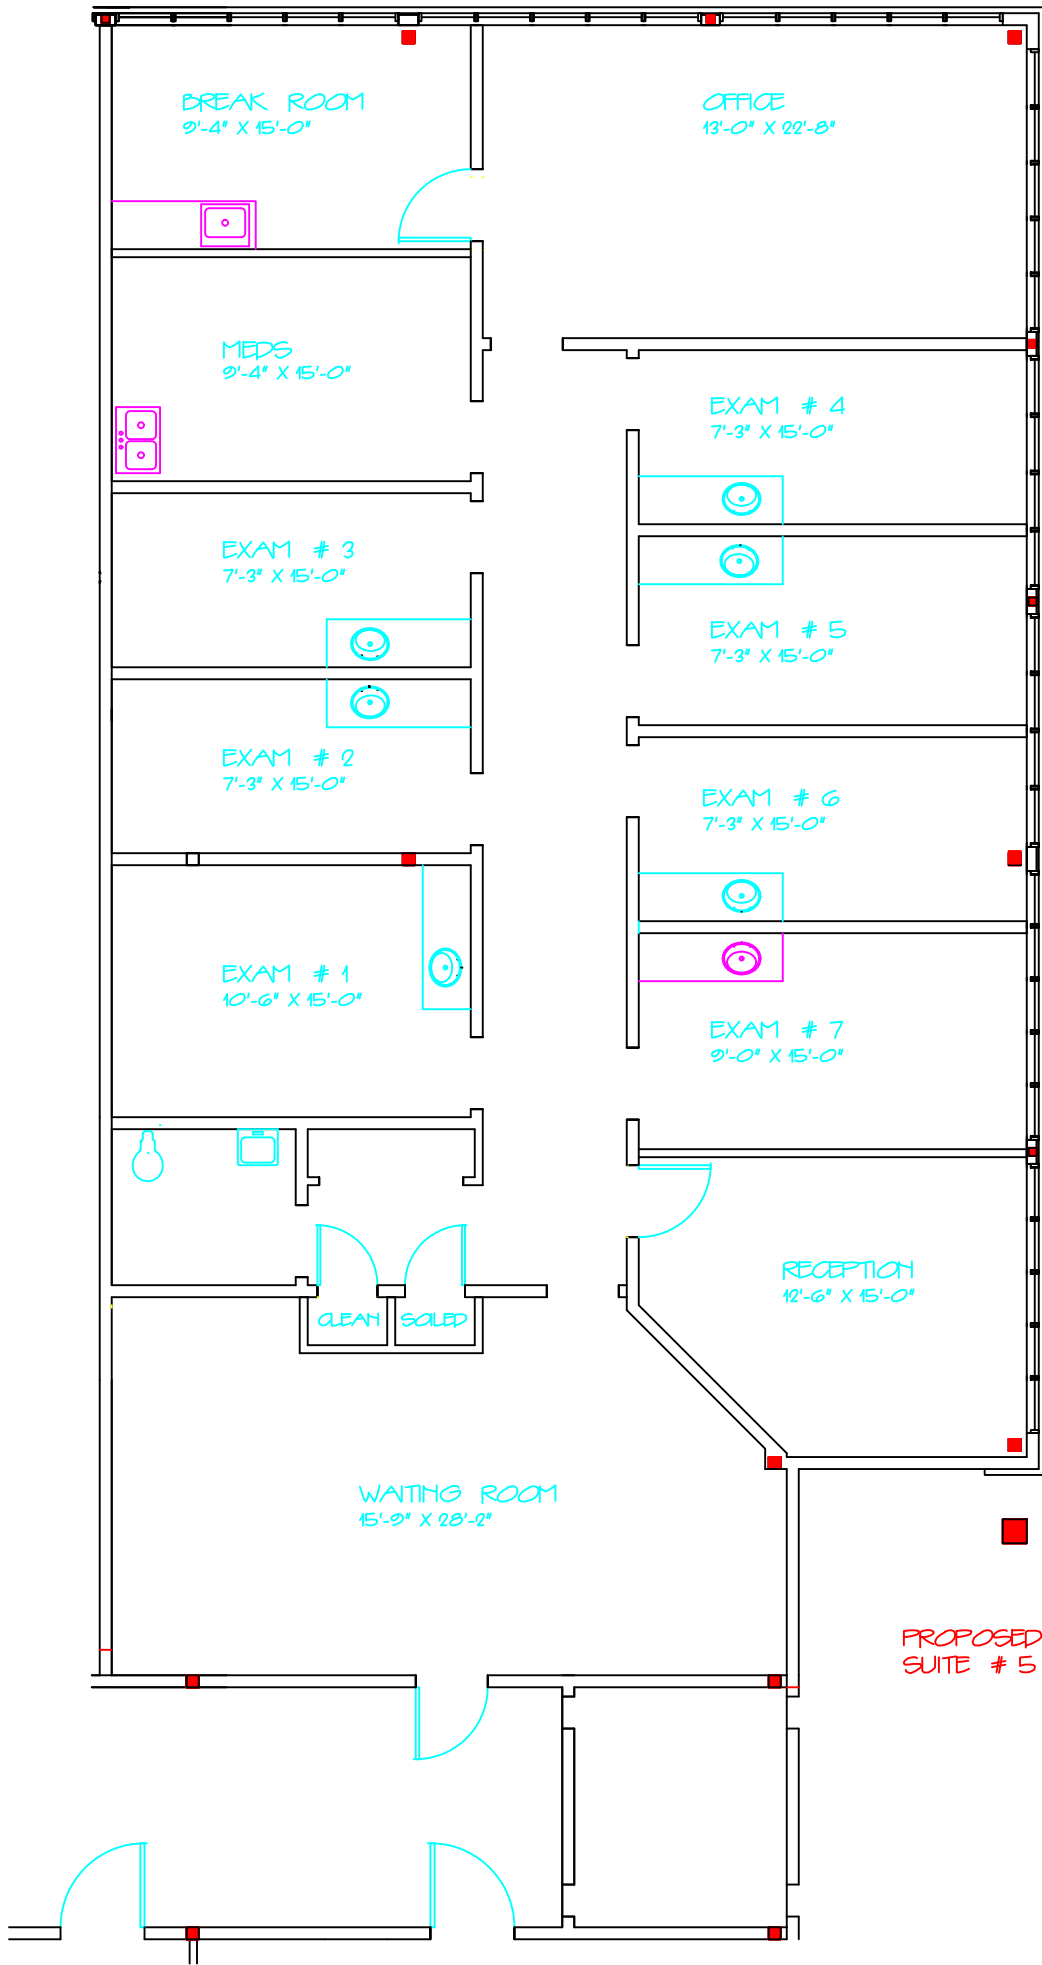 BREAK ROOM
9'-4" X 15'-0"
OFFICE
13'-0" X 22'-8"
MEDS
9'-4" X 15'-0"
EXAM # 4
7'-3" X 15'-0"
EXAM # 3
7'-3" X 15'-0"
EXAM # 5
7'-3" X 15'-0"
EXAM # 2
7'-3" X 15'-0"
EXAM # 6
7'-3" X 15'-0"
EXAM # 1
10'-6" X 15'-0"
EXAM # 7
9'-0" X 15'-0"
RECEPTION
12'-6" X 15'-0"
CLEAN
SOILED
WAITING ROOM
15'-9" X 28'-2"
PROPOSED
SUITE # 5